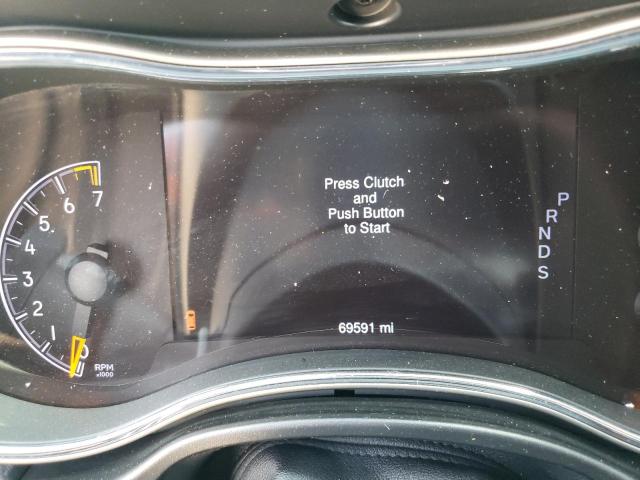 Press Clutch
and
Push Button
to Start
69591 mi
P
R
N
D
S
7
6
5
4
3
2
1
0
RPM
x1000